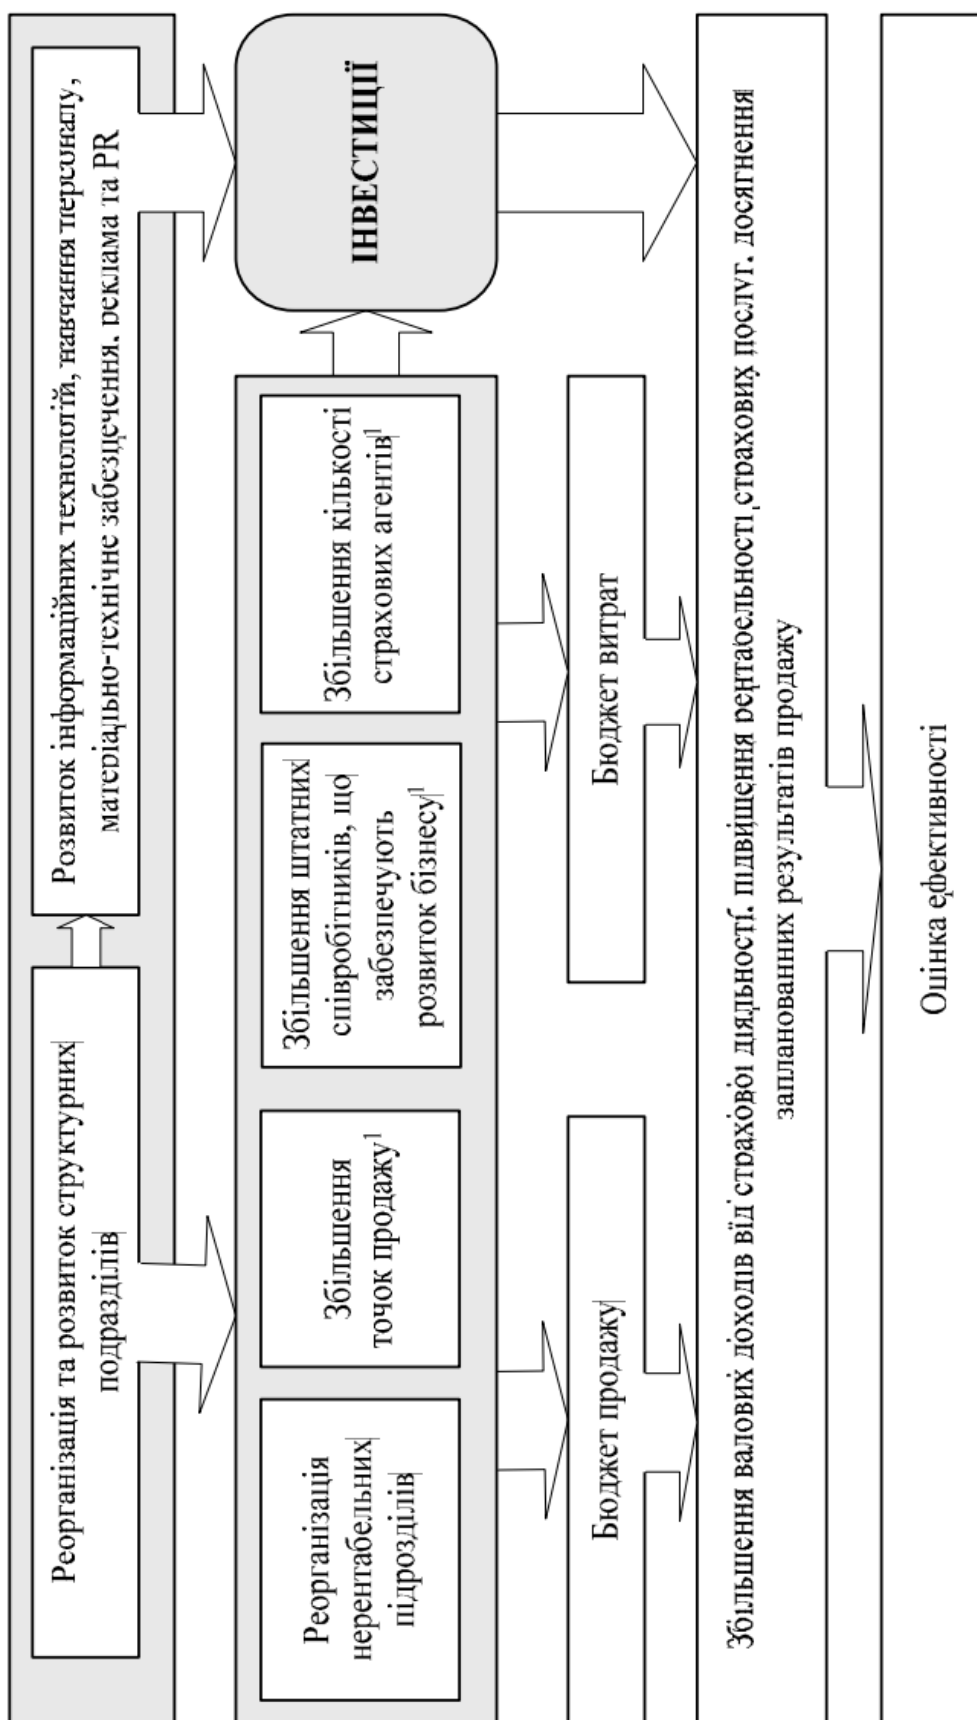 Реорганізація та розвиток структурних
подразділів
Розвиток інформаційних технологій, навчання персоналу,
матеріально-технічне забезпечення, реклама та PR
Реорганізація
нерентабельних
підрозділів
Збільшення
точок продажу¹
Збільшення штатних
співробітників, що
забезпечують
розвиток бізнесу¹
Збільшення кількості
страхових агентів¹
ІНВЕСТИЦІЇ
Бюджет продажу
Бюджет витрат
Збільшення валових доходів від страхової діяльності, підвищення рентабельності страхових послуг, досягнення
запланованних результатів продажу
Оцінка ефективності